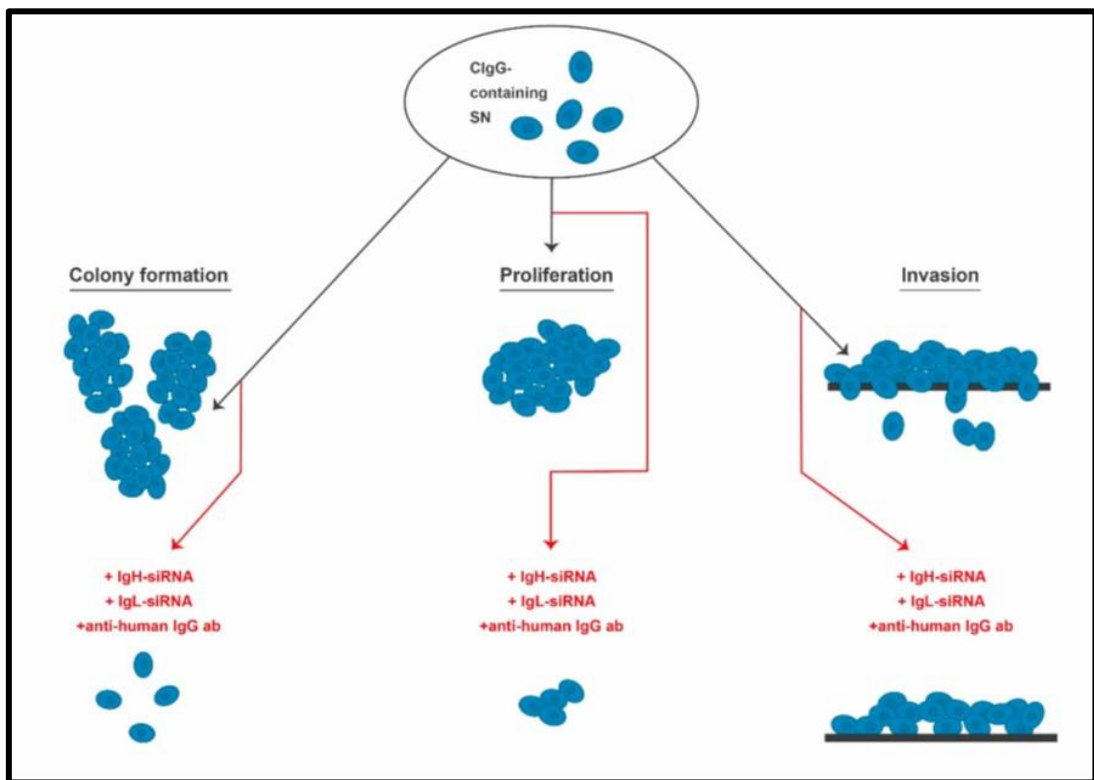 CIgG-
containing
SN
Colony formation
Proliferation
Invasion
+ IgH-siRNA
+ IgL-siRNA
+anti-human IgG ab
+ IgH-siRNA
+ IgL-siRNA
+anti-human IgG ab
+ IgH-siRNA
+ IgL-siRNA
+anti-human IgG ab